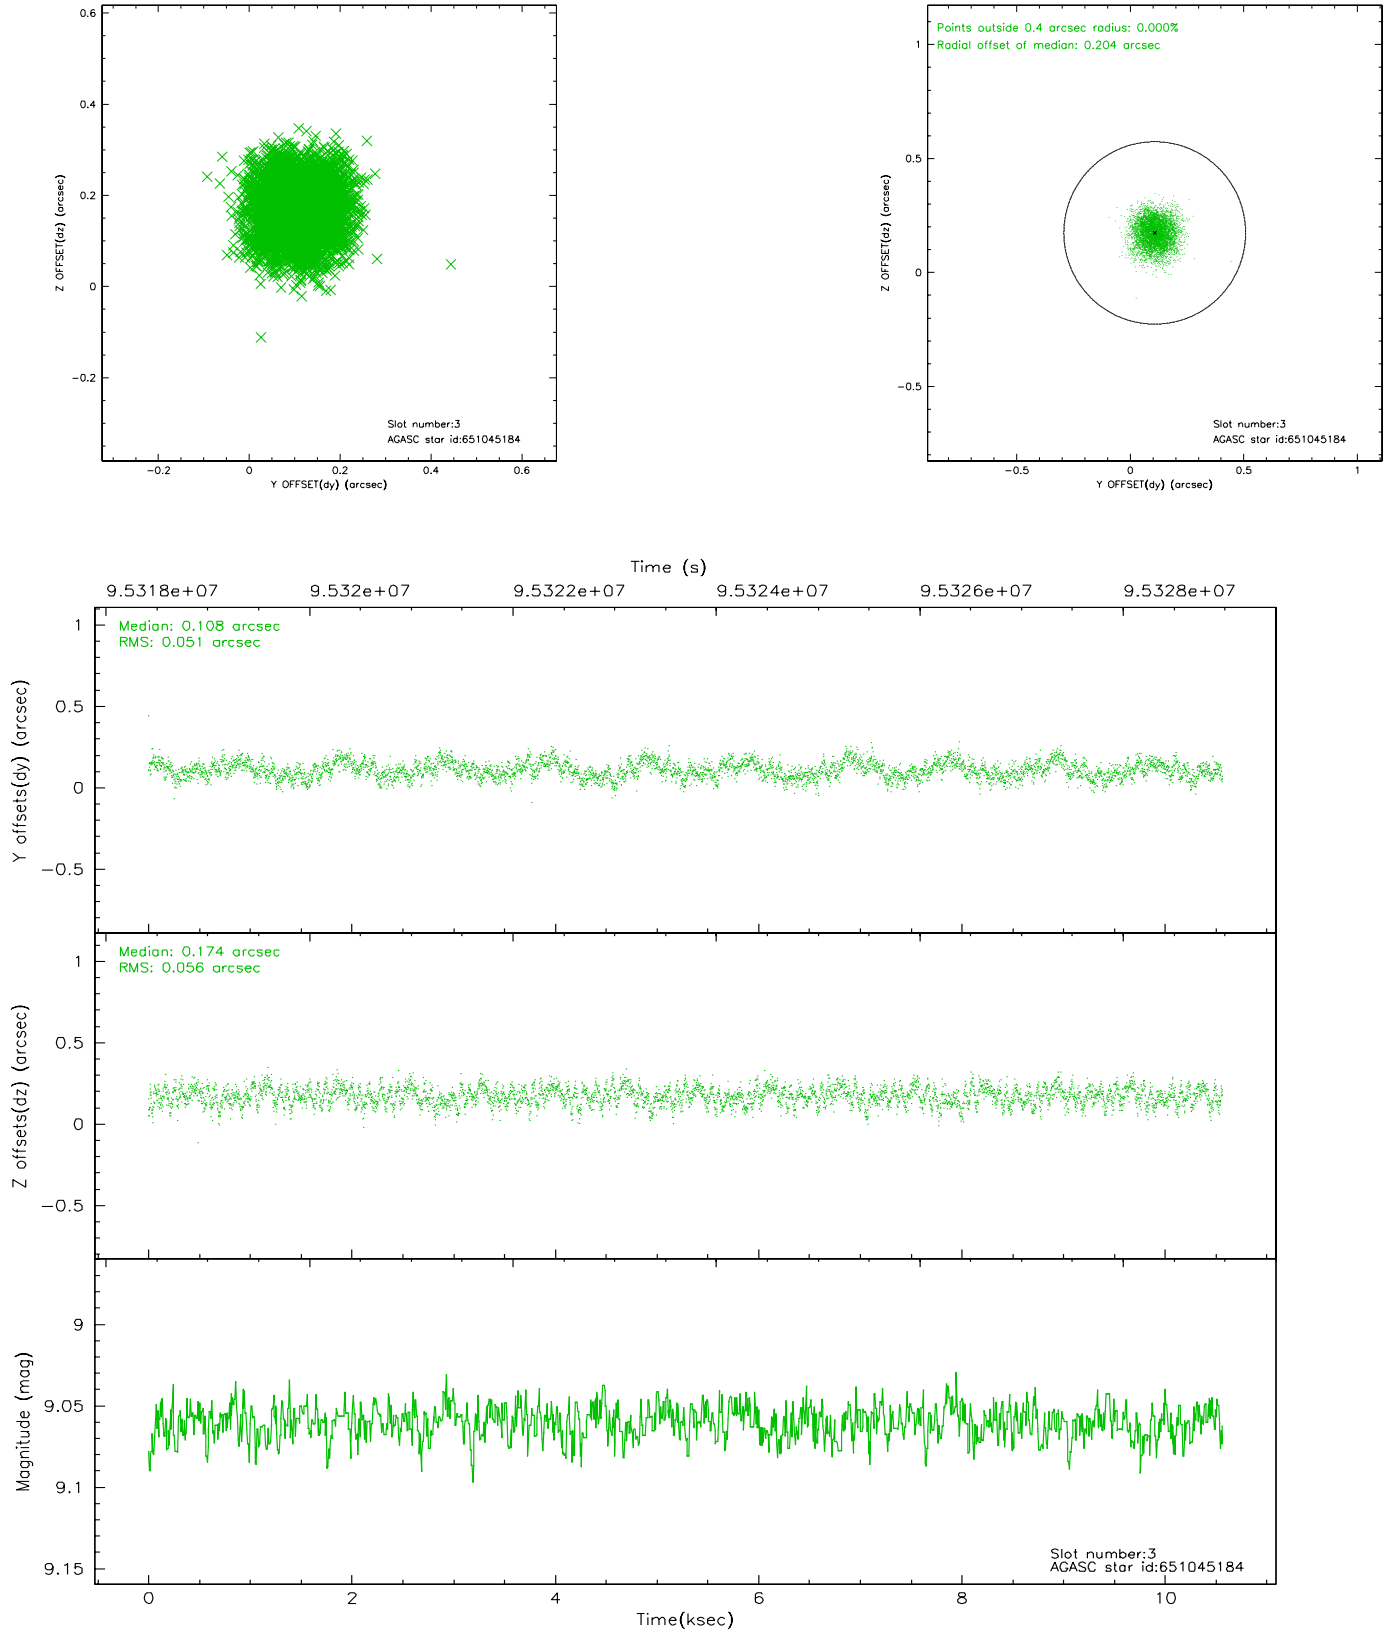 0.6
0.4
0.2
0
−0.2
Z OFFSET(dz) (arcsec)
Slot number:3
AGASC star id:651045184
−0.2 0 0.2 0.4 0.6
Y OFFSET(dy) (arcsec)
Points outside 0.4 arcsec radius: 0.000%
Radial offset of median: 0.204 arcsec
1
0.5
0
−0.5
Z OFFSET(dz) (arcsec)
Slot number:3
AGASC star id:651045184
−0.5 0 0.5 1
Y OFFSET(dy) (arcsec)
Time (s)
9.5318e+07 9.532e+07 9.5322e+07 9.5324e+07 9.5326e+07 9.5328e+07
Median: 0.108 arcsec
RMS: 0.051 arcsec
1
0.5
0
−0.5
Y offsets(dy) (arcsec)
Median: 0.174 arcsec
RMS: 0.056 arcsec
1
0.5
0
−0.5
Z offsets(dz) (arcsec)
9
9.05
9.1
9.15
Magnitude (mag)
Slot number:3
AGASC star id:651045184
0 2 4 6 8 10
Time(ksec)